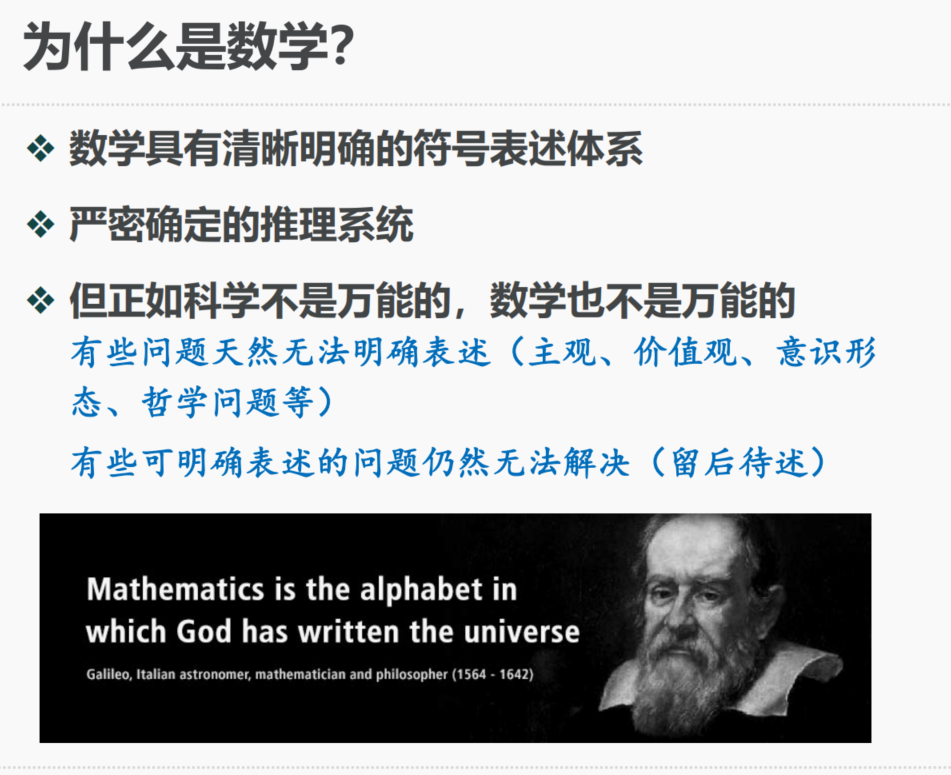 为什么是数学?
数学具有清晰明确的符号表述体系
严密确定的推理系统
但正如科学不是万能的，数学也不是万能的
有些问题天然无法明确表述（主观、价值观、意识形
态、哲学问题等）
有些可明确表述的问题仍然无法解决（留后待述）
Mathematics is the alphabet in
which God has written the universe
Galileo, Italian astronomer, mathematician and philosopher (1564 - 1642)